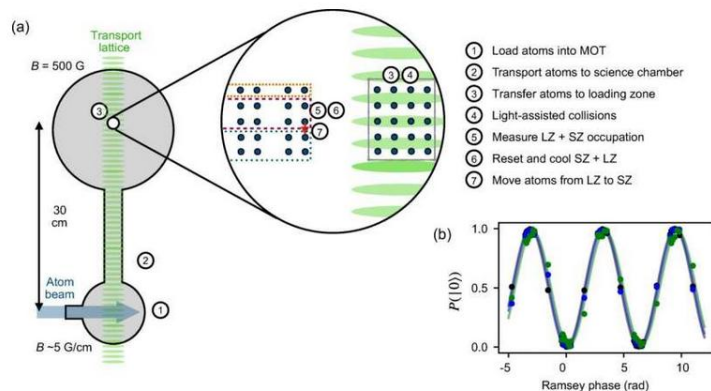 (a)
Transport
lattice
B = 500 G
3
30
cm
2
Atom
beam
1
B ~5 G/cm
3 4
5 6
7
1 Load atoms into MOT
2 Transport atoms to science chamber
3 Transfer atoms to loading zone
4 Light-assisted collisions
5 Measure LZ + SZ occupation
6 Reset and cool SZ + LZ
7 Move atoms from LZ to SZ
(b)
1.0
0.5
0.0
P(|0⟩)
-5 0 5 10
Ramsey phase (rad)